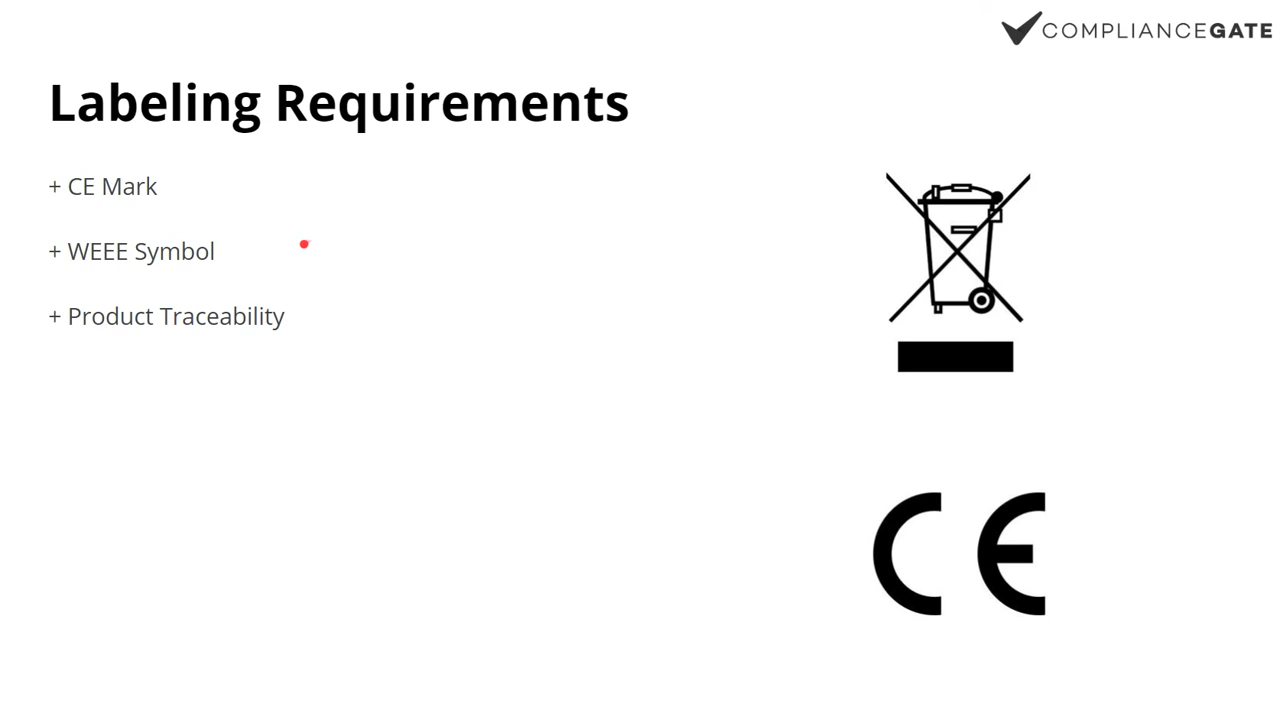 COMPLIANCEGATE
Labeling Requirements
+ CE Mark
+ WEEE Symbol
+ Product Traceability
CE